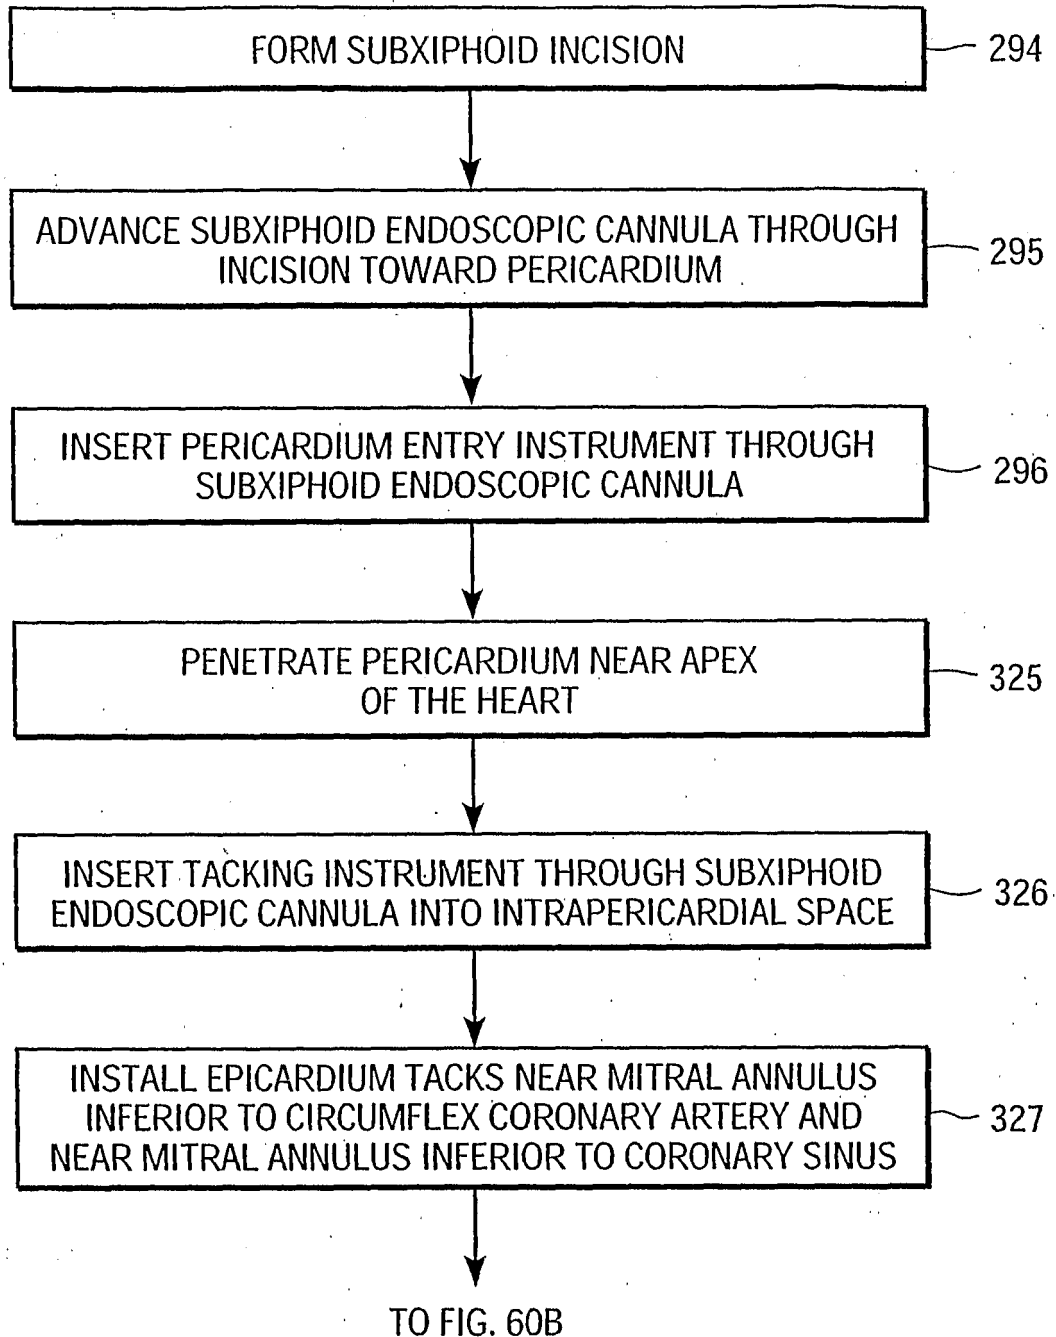 FORM SUBXIPHOID INCISION
294
ADVANCE SUBXIPHOID ENDOSCOPIC CANNULA THROUGH
INCISION TOWARD PERICARDIUM
295
INSERT PERICARDIUM ENTRY INSTRUMENT THROUGH
SUBXIPHOID ENDOSCOPIC CANNULA
296
PENETRATE PERICARDIUM NEAR APEX
OF THE HEART
325
INSERT TACKING INSTRUMENT THROUGH SUBXIPHOID
ENDOSCOPIC CANNULA INTO INTRAPERICARDIAL SPACE
326
INSTALL EPICARDIUM TACKS NEAR MITRAL ANNULUS
INFERIOR TO CIRCUMFLEX CORONARY ARTERY AND
NEAR MITRAL ANNULUS INFERIOR TO CORONARY SINUS
327
TO FIG. 60B